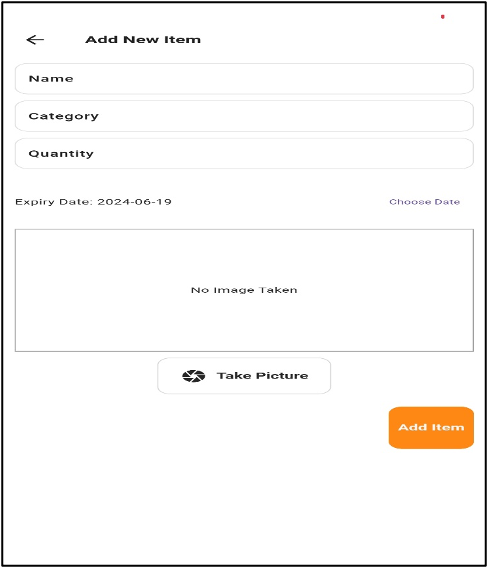 Add New Item
Name
Category
Quantity
Expiry Date: 2024-06-19 Choose Date
No Image Taken
Take Picture
Add Item